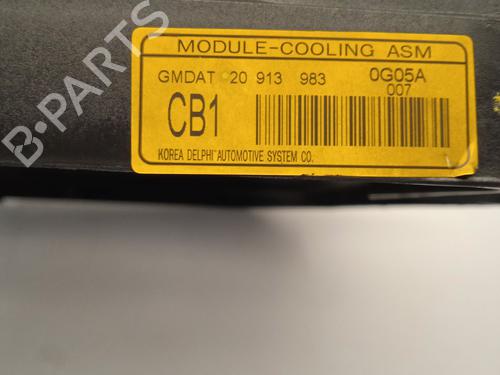 MODULE-COOLING ASM
GMDAT 20 913 983 0G05A
007
CB1
KOREA DELPHI AUTOMOTIVE SYSTEM CO.
B-PARTS